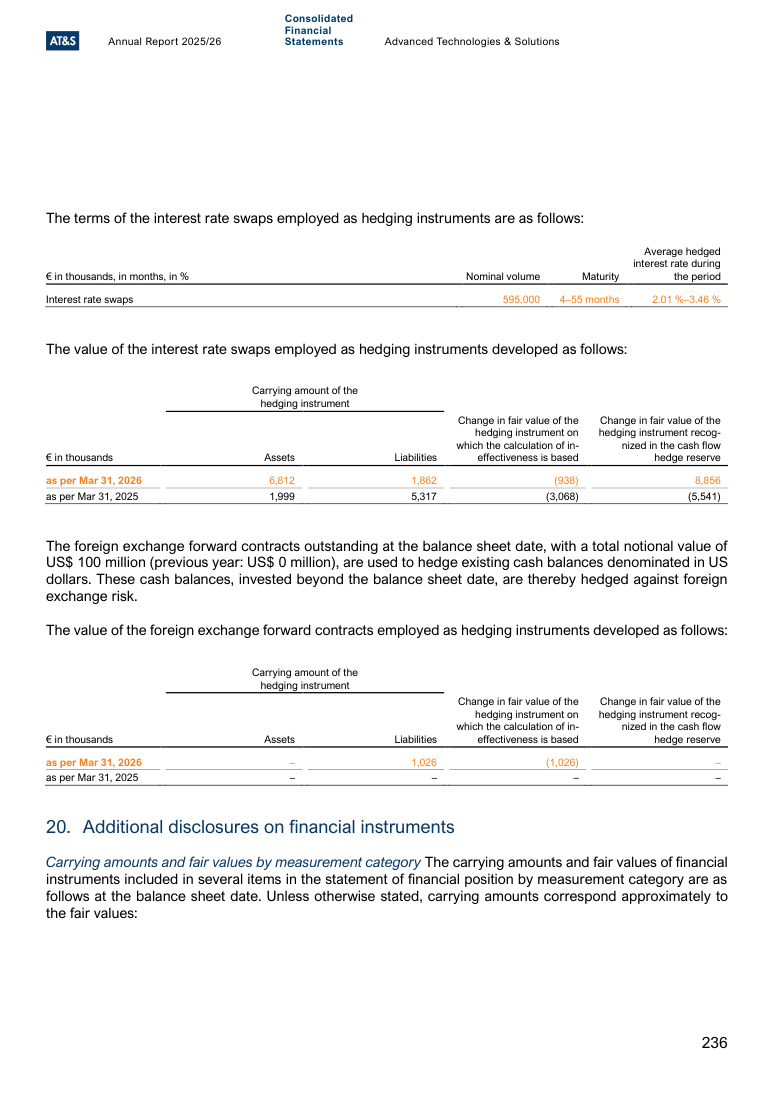 AT&S
Annual Report 2025/26
Consolidated
Financial
Statements
Advanced Technologies & Solutions
The terms of the interest rate swaps employed as hedging instruments are as follows:
€ in thousands, in months, in %
Nominal volume
Maturity
Average hedged
interest rate during
the period
Interest rate swaps 595,000 4–55 months 2.01 %–3.46 %
The value of the interest rate swaps employed as hedging instruments developed as follows:
Carrying amount of the
hedging instrument
€ in thousands
Assets
Liabilities
Change in fair value of the
hedging instrument on
which the calculation of in-
effectiveness is based
Change in fair value of the
hedging instrument recog-
nized in the cash flow
hedge reserve
as per Mar 31, 2026 6,812 1,862 (938) 8,856
as per Mar 31, 2025 1,999 5,317 (3,068) (5,541)
The foreign exchange forward contracts outstanding at the balance sheet date, with a total notional value of
US$ 100 million (previous year: US$ 0 million), are used to hedge existing cash balances denominated in US
dollars. These cash balances, invested beyond the balance sheet date, are thereby hedged against foreign
exchange risk.
The value of the foreign exchange forward contracts employed as hedging instruments developed as follows:
Carrying amount of the
hedging instrument
€ in thousands
Assets
Liabilities
Change in fair value of the
hedging instrument on
which the calculation of in-
effectiveness is based
Change in fair value of the
hedging instrument recog-
nized in the cash flow
hedge reserve
as per Mar 31, 2026 – 1,026 (1,026) –
as per Mar 31, 2025 – – – –
20. Additional disclosures on financial instruments
Carrying amounts and fair values by measurement category The carrying amounts and fair values of financial
instruments included in several items in the statement of financial position by measurement category are as
follows at the balance sheet date. Unless otherwise stated, carrying amounts correspond approximately to
the fair values:
236